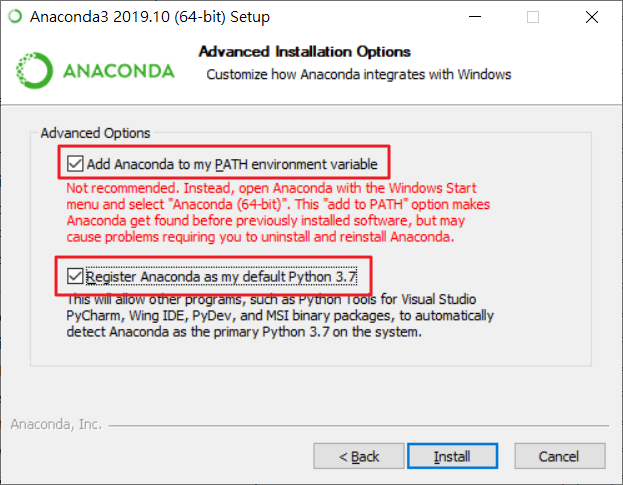 Anaconda3 2019.10 (64-bit) Setup
Advanced Installation Options
Customize how Anaconda integrates with Windows
ANACONDA
Advanced Options
Add Anaconda to my PATH environment variable
Not recommended. Instead, open Anaconda with the Windows Start
menu and select "Anaconda (64-bit)". This "add to PATH" option makes
Anaconda get found before previously installed software, but may
cause problems requiring you to uninstall and reinstall Anaconda.
Register Anaconda as my default Python 3.7
This will allow other programs, such as Python Tools for Visual Studio
PyCharm, Wing IDE, PyDev, and MSI binary packages, to automatically
detect Anaconda as the primary Python 3.7 on the system.
Anaconda, Inc.
< Back
Install
Cancel